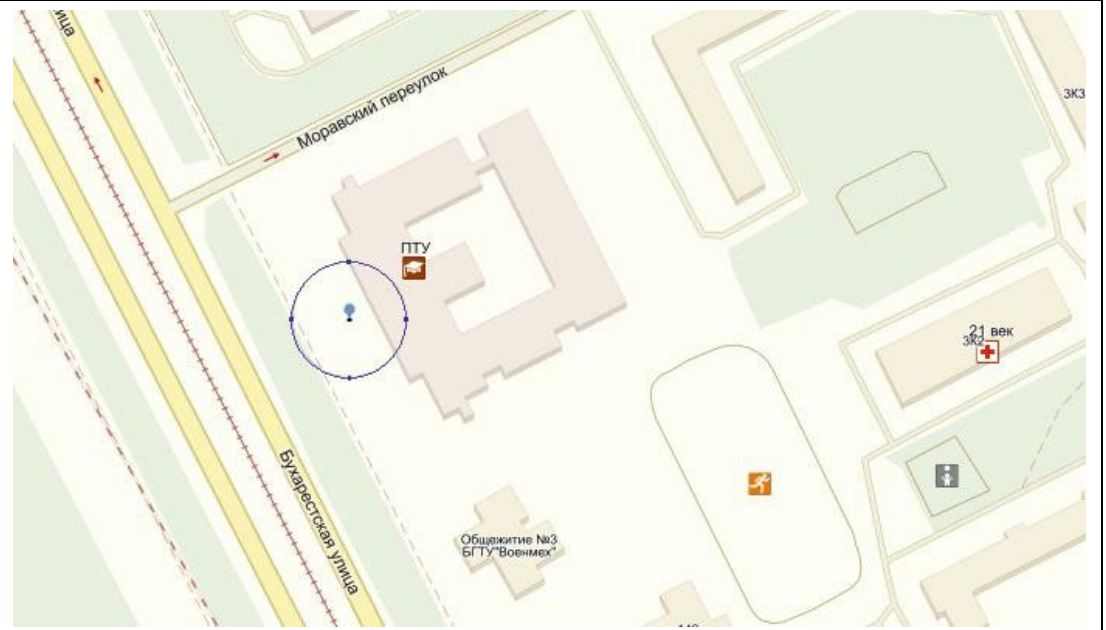 ица
Моравский переулок
3К3
ПТУ
21 век
3К2
Бухарестская улица
Общежитие №3
БГТУ"Военмех"